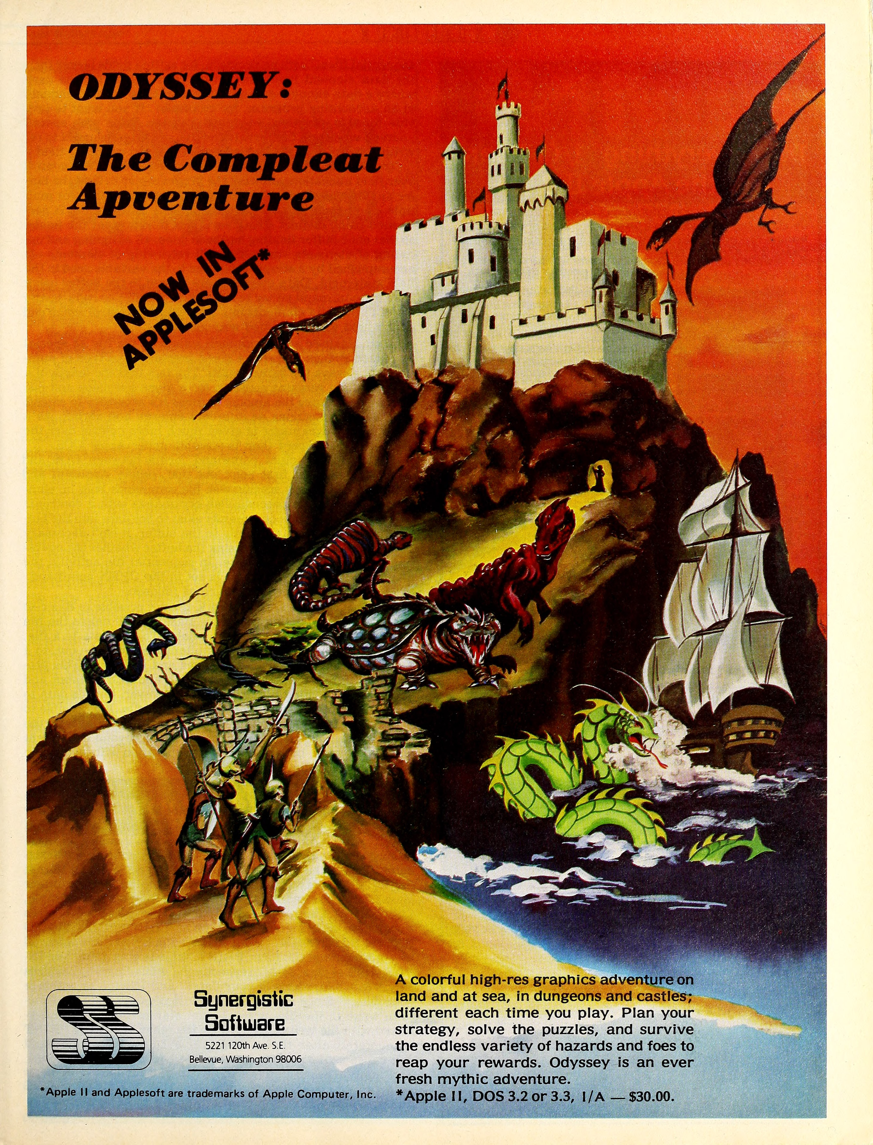 ODYSSEY:
The Compleat
Apventure
NOW IN
APPLESOFT*
Synergistic
Software
5221 120th Ave. S.E.
Bellevue, Washington 98006
A colorful high-res graphics adventure on
land and at sea, in dungeons and castles;
different each time you play. Plan your
strategy, solve the puzzles, and survive
the endless variety of hazards and foes to
reap your rewards. Odyssey is an ever
fresh mythic adventure.
*Apple II, DOS 3.2 or 3.3, I/A — $30.00.
*Apple II and Applesoft are trademarks of Apple Computer, Inc.